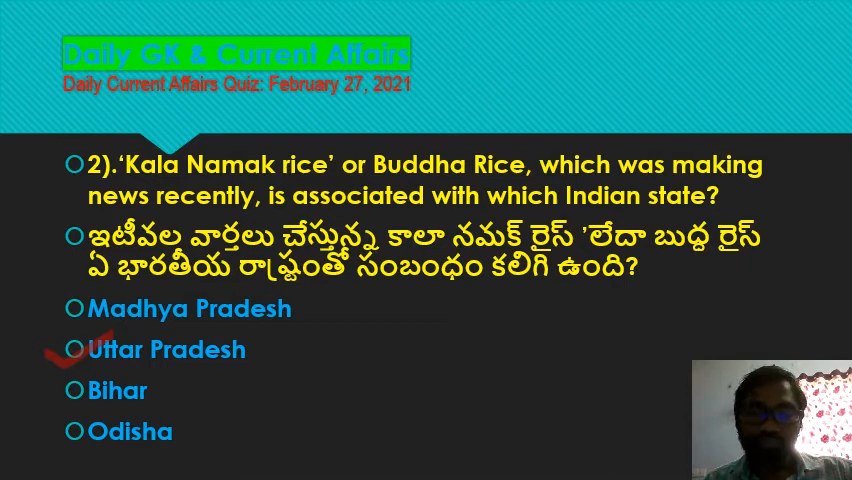 Daily GK & Current Affairs
Daily Current Affairs Quiz: February 27, 2021
2).‘Kala Namak rice’ or Buddha Rice, which was making
news recently, is associated with which Indian state?
ఇటీవల వార్తలు చేస్తున్న కాలా నమక్ రైస్ ’లేదా బుద్ధ రైస్
ఏ భారతీయ రాష్ట్రంతో సంబంధం కలిగి ఉంది?
Madhya Pradesh
Uttar Pradesh
Bihar
Odisha